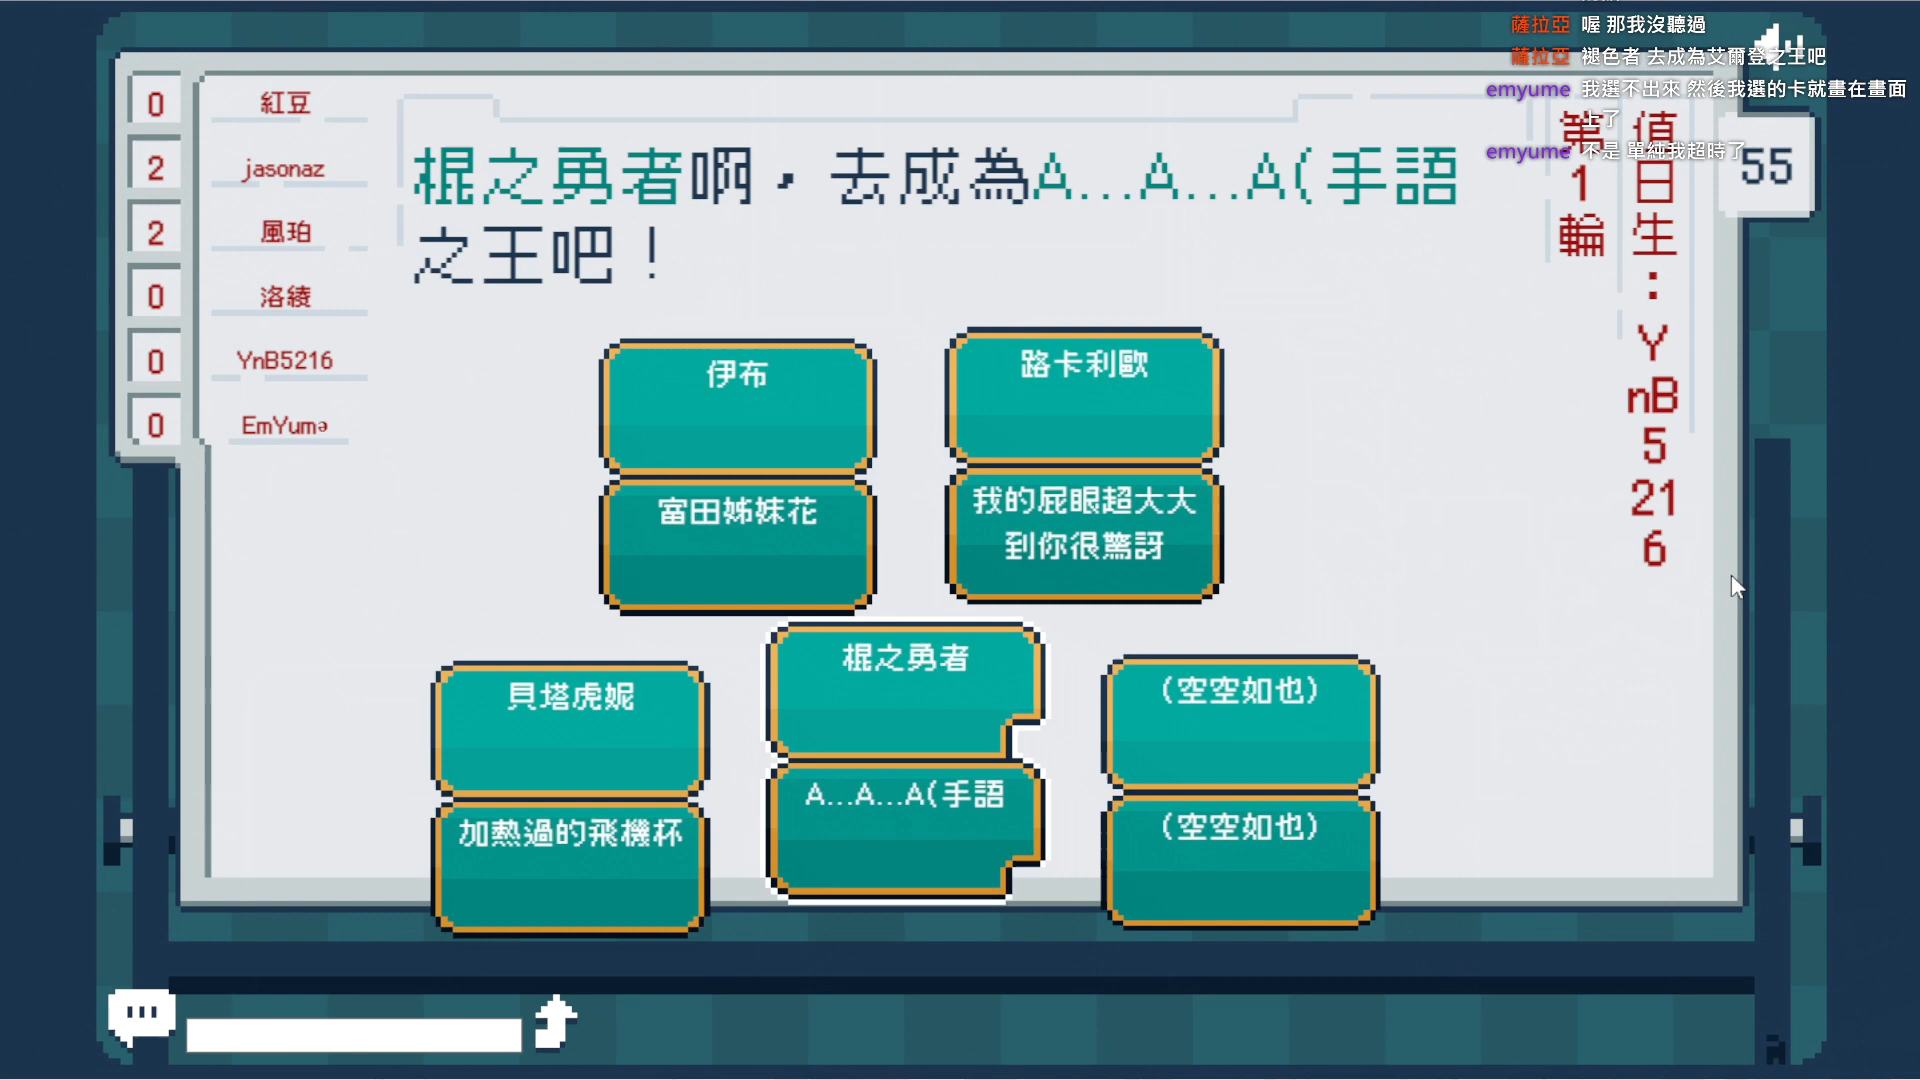 0 紅豆
2 jasonaz
2 風珀
0 洛綾
0 YnB5216
0 EmYumə
棍之勇者啊，去成為A...A...A(手語
之王吧！
伊布
富田姊妹花
路卡利歐
我的屁眼超大大
到你很驚訝
貝塔虎妮
加熱過的飛機杯
棍之勇者
A...A...A(手語
(空空如也)
(空空如也)
第1輪
值日生：YnB5216
55
薩拉亞 喔 那我沒聽過
薩拉亞 褪色者 去成為艾爾登之王吧
emyume 我選不出來 然後我選的卡就畫在畫面
上了
emyume 不是 單純我超時了